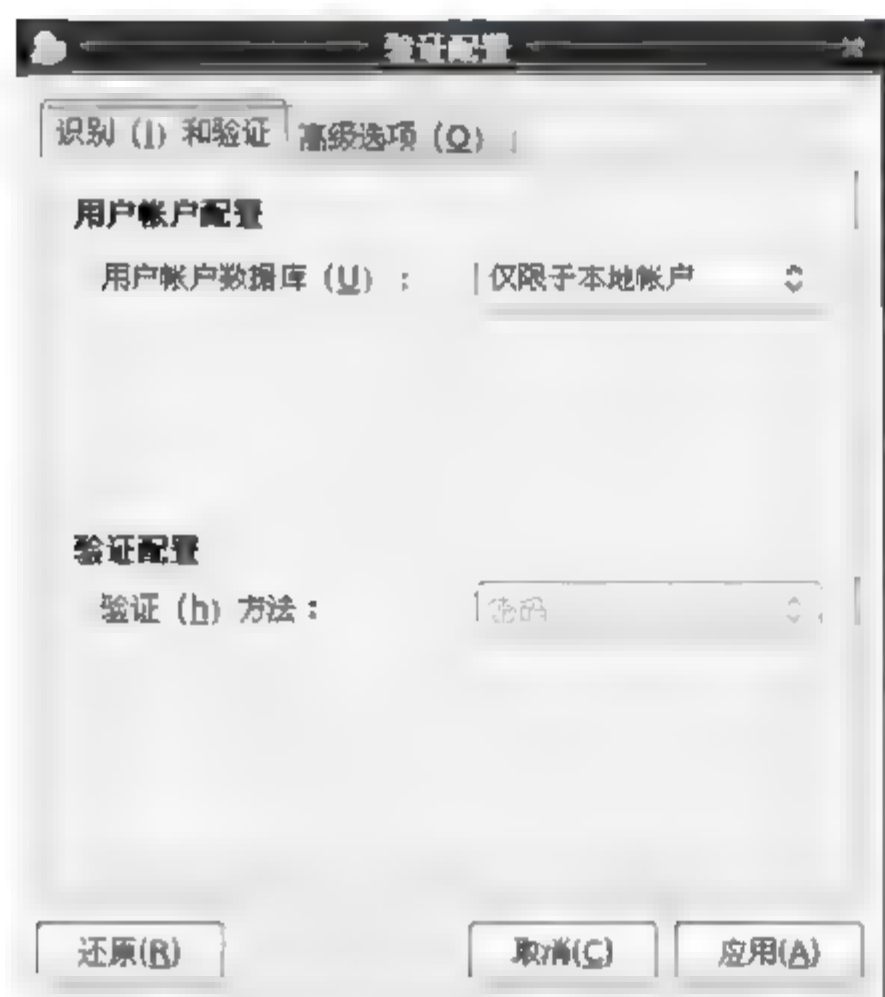 验证配置
识别 (I) 和验证 高级选项 (O)
用户帐户配置
用户帐户数据库 (U) : 仅限于本地帐户
验证配置
验证 (h) 方法: 密码
还原(R) 取消(C) 应用(A)